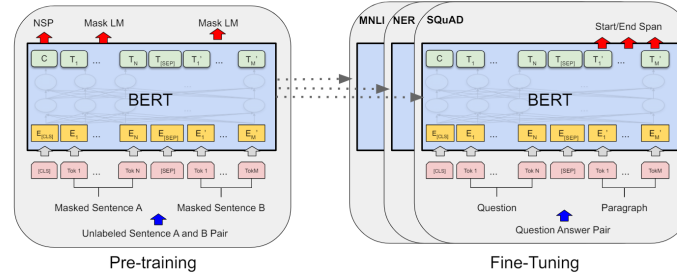 NSP Mask LM Mask LM
C T1 ... TN T[SEP] T1' ... TM'
BERT
E[CLS] E1 ... EN E[SEP] E1' ... EM'
[CLS] Tok 1 ... Tok N [SEP] Tok 1 ... TokM
Masked Sentence A Masked Sentence B
Unlabeled Sentence A and B Pair
Pre-training
MNLI NER SQuAD
Start/End Span
C T1 ... TN T[SEP] T1' ... TM'
BERT
E[CLS] E1 ... EN E[SEP] E1' ... EM'
[CLS] Tok 1 ... Tok N [SEP] Tok 1 ... TokM
Question Paragraph
Question Answer Pair
Fine-Tuning